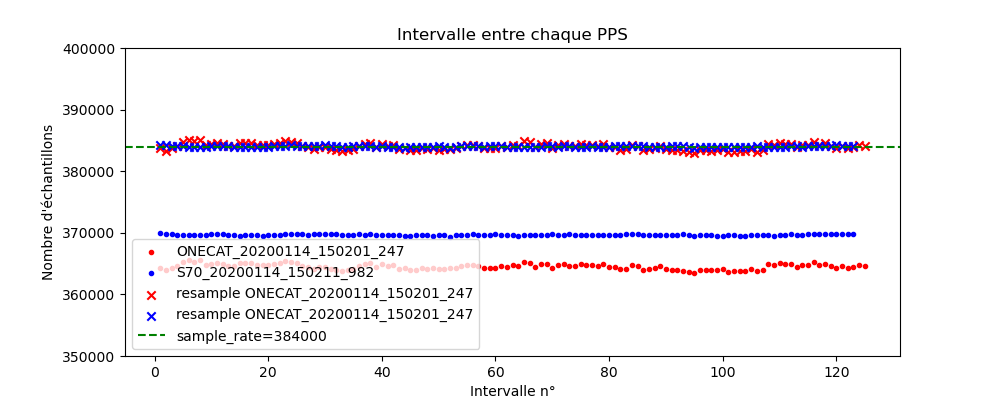 Intervalle entre chaque PPS
Nombre d'échantillons
400000
390000
380000
370000
360000
350000
ONECAT_20200114_150201_247
S70_20200114_150211_982
resample ONECAT_20200114_150201_247
resample ONECAT_20200114_150201_247
sample_rate=384000
0 20 40 60 80 100 120
Intervalle n°